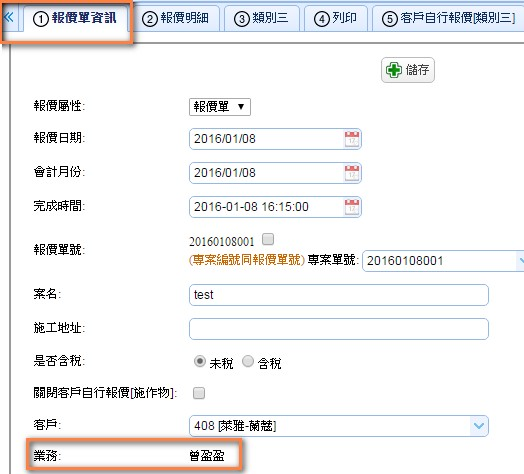 « ①報價單資訊 ②報價明細 ③類別三 ④列印 ⑤客戶自行報價[類別三]
儲存
報價屬性: 報價單
報價日期: 2016/01/08
會計月份: 2016/01/08
完成時間: 2016-01-08 16:15:00
報價單號: 20160108001
(專案編號同報價單號) 專案單號: 20160108001
案名: test
施工地址:
是否含稅: 未稅 含稅
關閉客戶自行報價[施作物]:
客戶: 408 [萊雅-蘭蔻]
業務: 曾盈盈